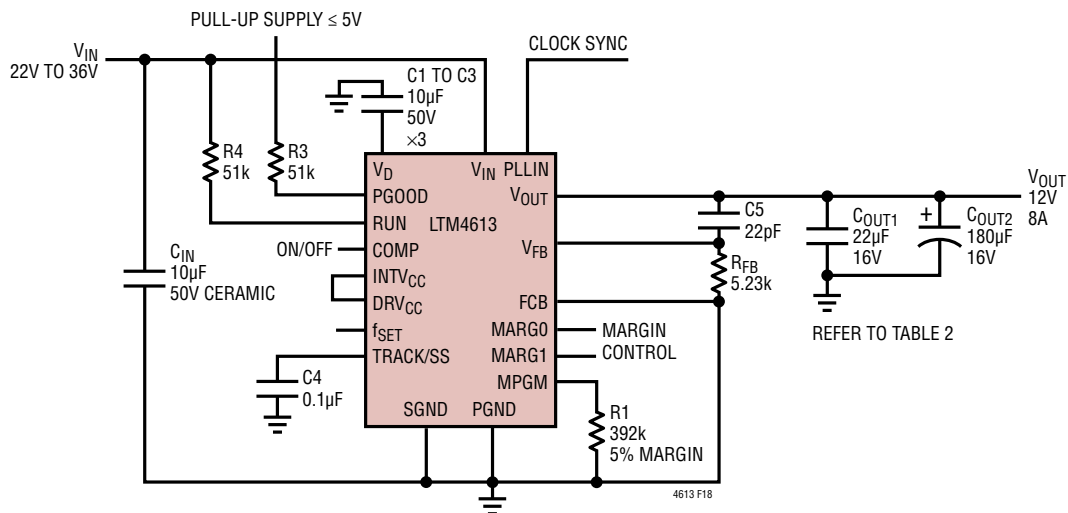 PULL-UP SUPPLY ≤ 5V
VIN
22V TO 36V
CLOCK SYNC
C1 TO C3
10µF
50V
×3
R4
51k
R3
51k
VD
VIN
PLLIN
PGOOD
VOUT
RUN
LTM4613
ON/OFF
COMP
VFB
INTVCC
DRVCC
FCB
fSET
MARG0
TRACK/SS
MARG1
MPGM
SGND
PGND
CIN
10µF
50V CERAMIC
C4
0.1µF
C5
22pF
RFB
5.23k
COUT1
22µF
16V
+
COUT2
180µF
16V
VOUT
12V
8A
REFER TO TABLE 2
MARGIN
CONTROL
R1
392k
5% MARGIN
4613 F18